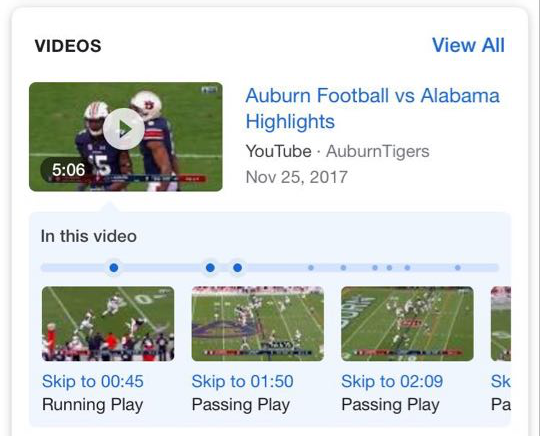 VIDEOS
View All
Auburn Football vs Alabama
Highlights
YouTube · AuburnTigers
Nov 25, 2017
5:06
In this video
Skip to 00:45
Running Play
Skip to 01:50
Passing Play
Skip to 02:09
Passing Play
Sk
Pa